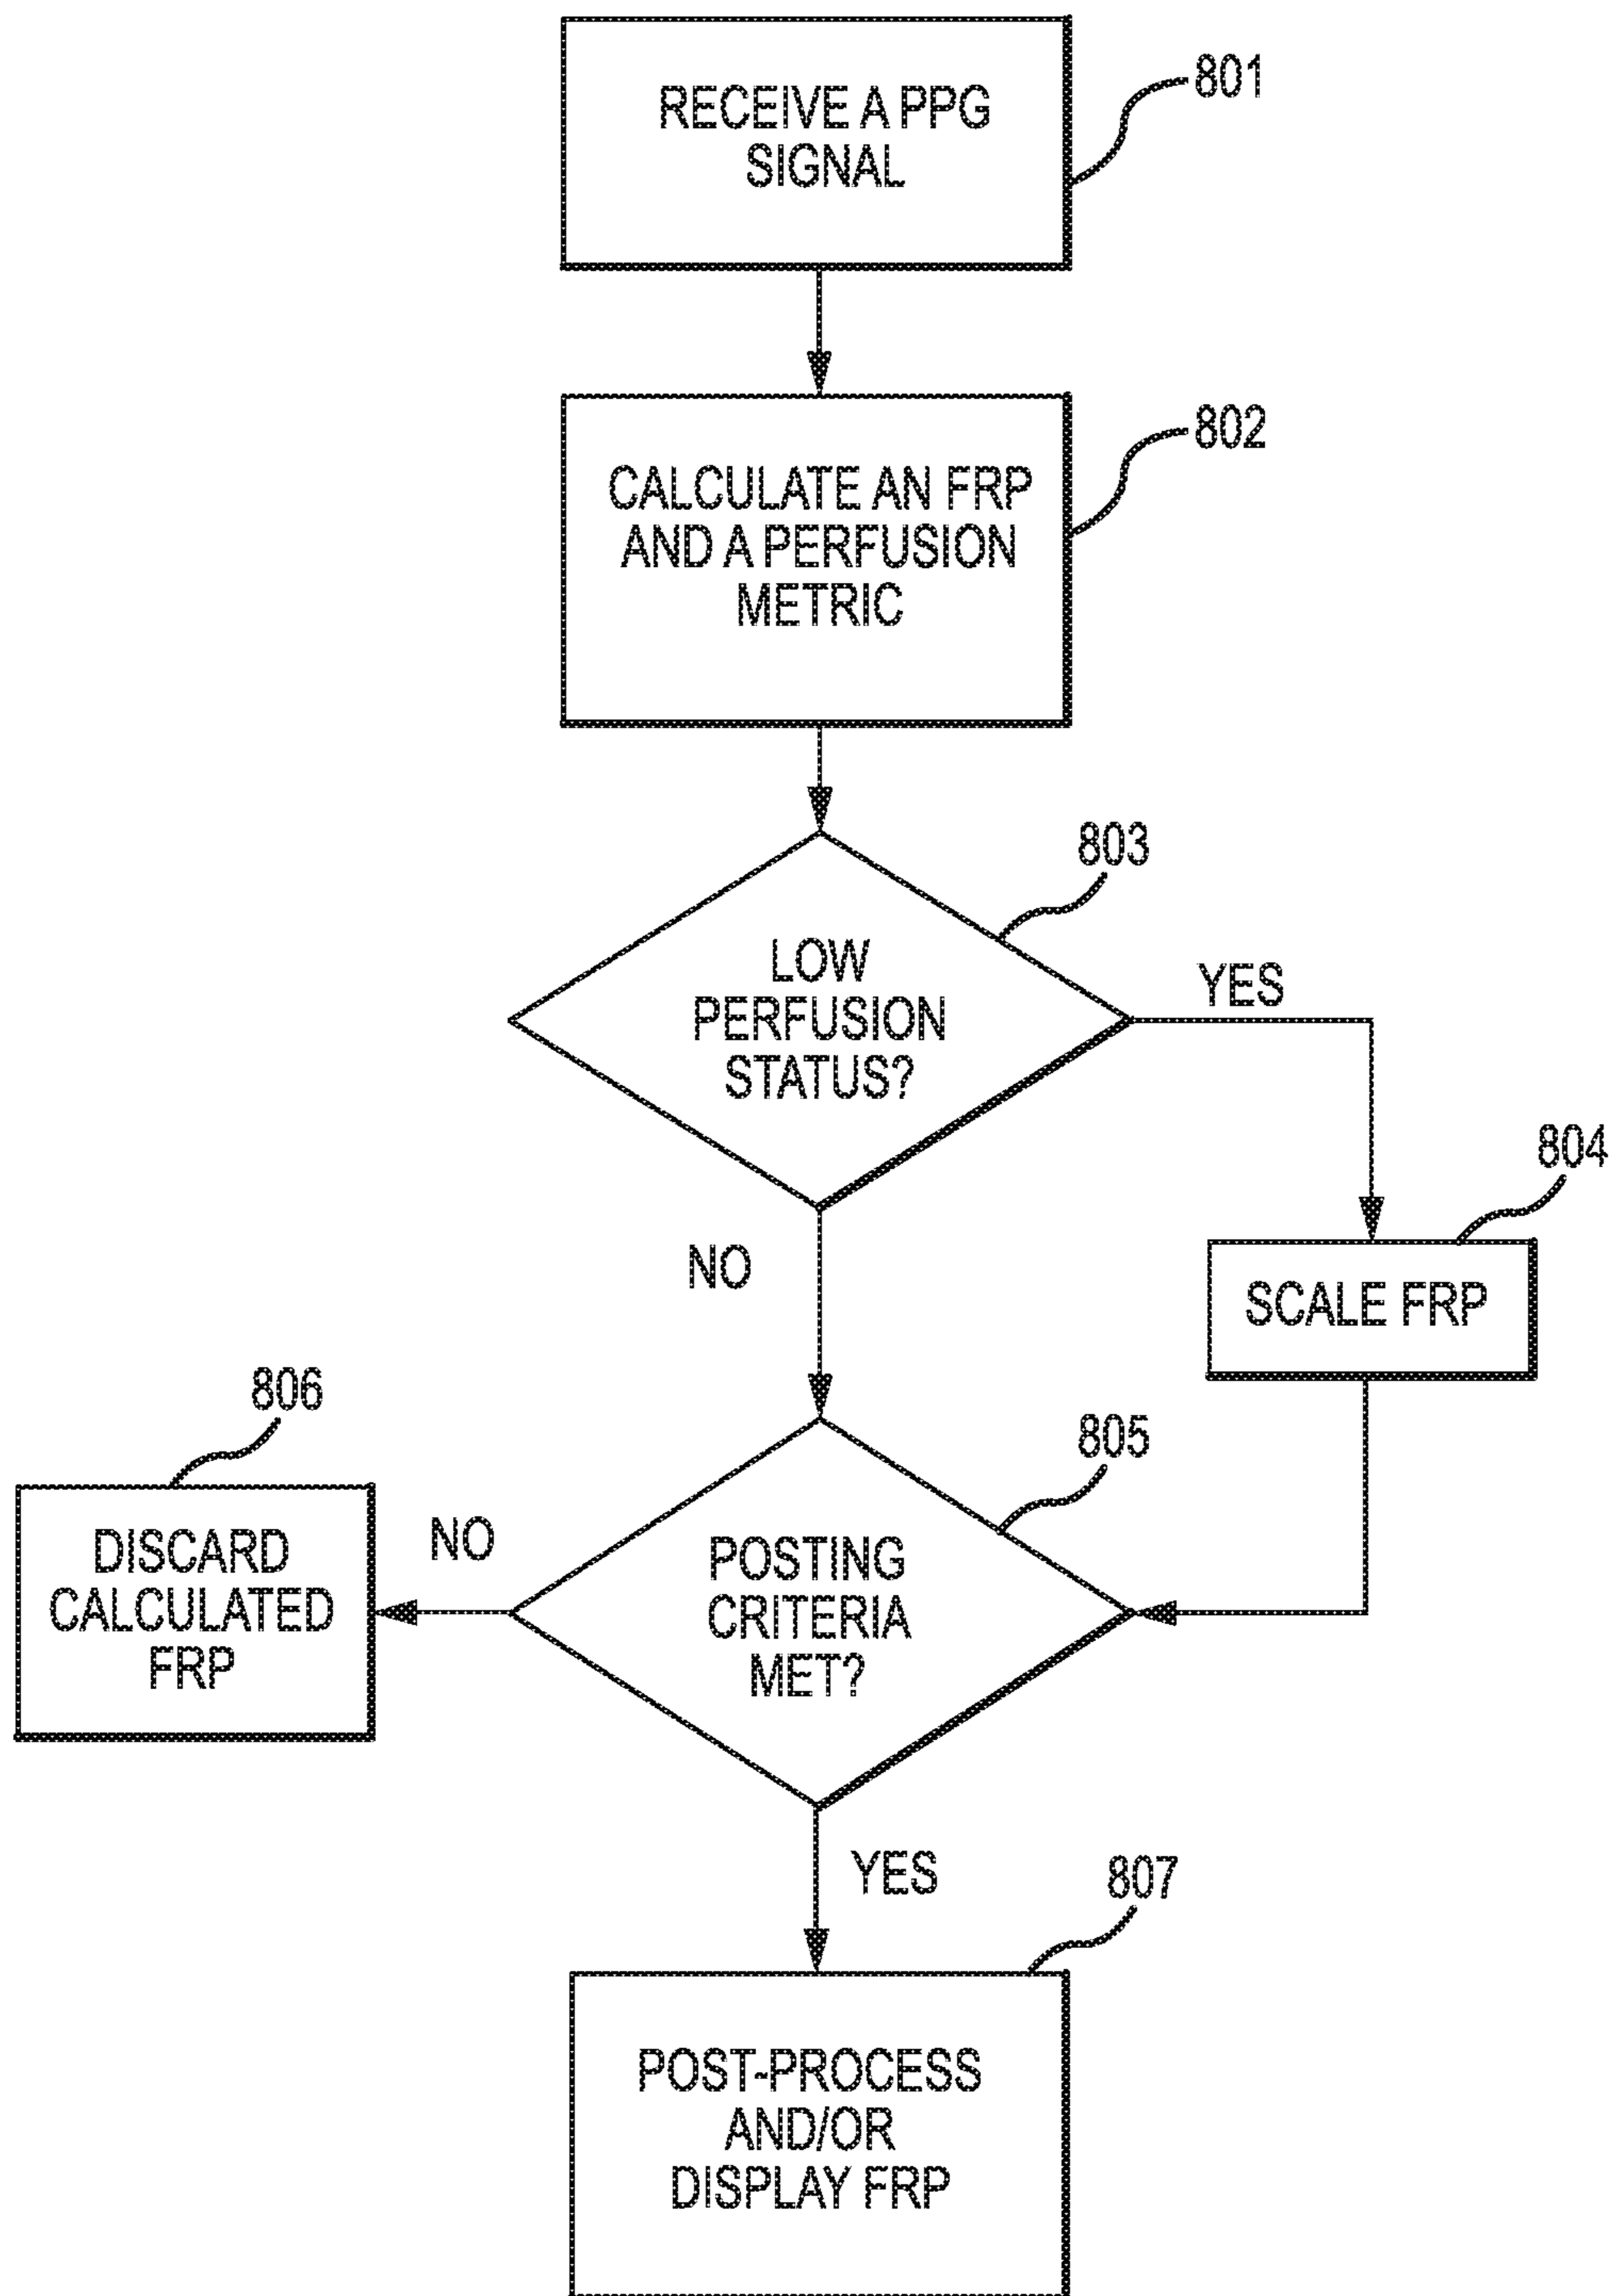 RECEIVE A PPG
SIGNAL
801
CALCULATE AN FRP
AND A PERFUSION
METRIC
802
803
LOW
PERFUSION
STATUS?
YES
804
NO
SCALE FRP
806
805
DISCARD
CALCULATED
FRP
NO
POSTING
CRITERIA
MET?
YES
807
POST-PROCESS
AND/OR
DISPLAY FRP